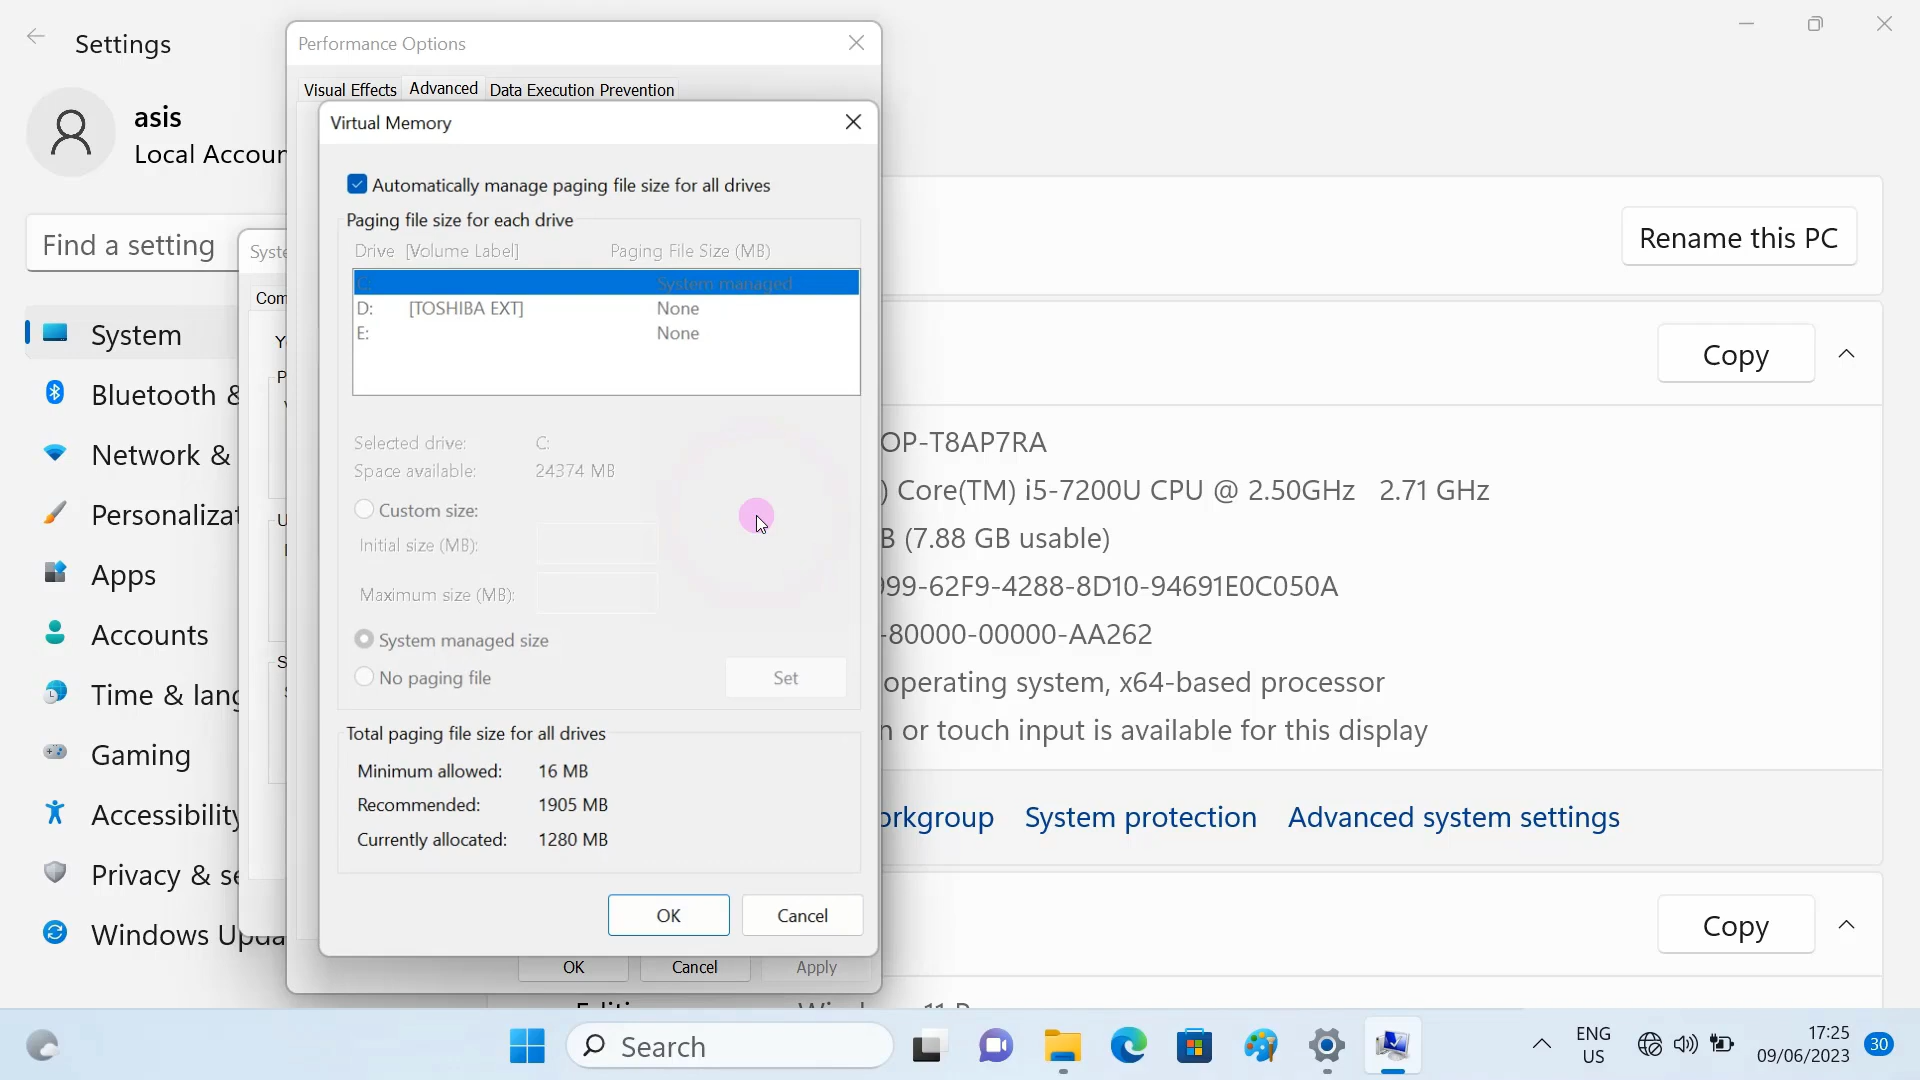 Settings
asis
Local Accoun
Find a setting
System
Bluetooth &
Network &
Personalizat
Apps
Accounts
Time & lang
Gaming
Accessibility
Privacy & se
Windows Upda
Syste
Com
Performance Options
Visual Effects
Advanced
Data Execution Prevention
Virtual Memory
Automatically manage paging file size for all drives
Paging file size for each drive
Drive [Volume Label] Paging File Size (MB)
C: System managed
D: [TOSHIBA EXT] None
E: None
Selected drive: C:
Space available: 24374 MB
Custom size:
Initial size (MB):
Maximum size (MB):
System managed size
No paging file
Set
Total paging file size for all drives
Minimum allowed: 16 MB
Recommended: 1905 MB
Currently allocated: 1280 MB
OK
Cancel
OK
Cancel
Apply
Rename this PC
Copy
OP-T8AP7RA
) Core(TM) i5-7200U CPU @ 2.50GHz 2.71 GHz
B (7.88 GB usable)
999-62F9-4288-8D10-94691E0C050A
-80000-00000-AA262
operating system, x64-based processor
n or touch input is available for this display
orkgroup
System protection
Advanced system settings
Copy
Search
ENG
US
17:25
09/06/2023
30